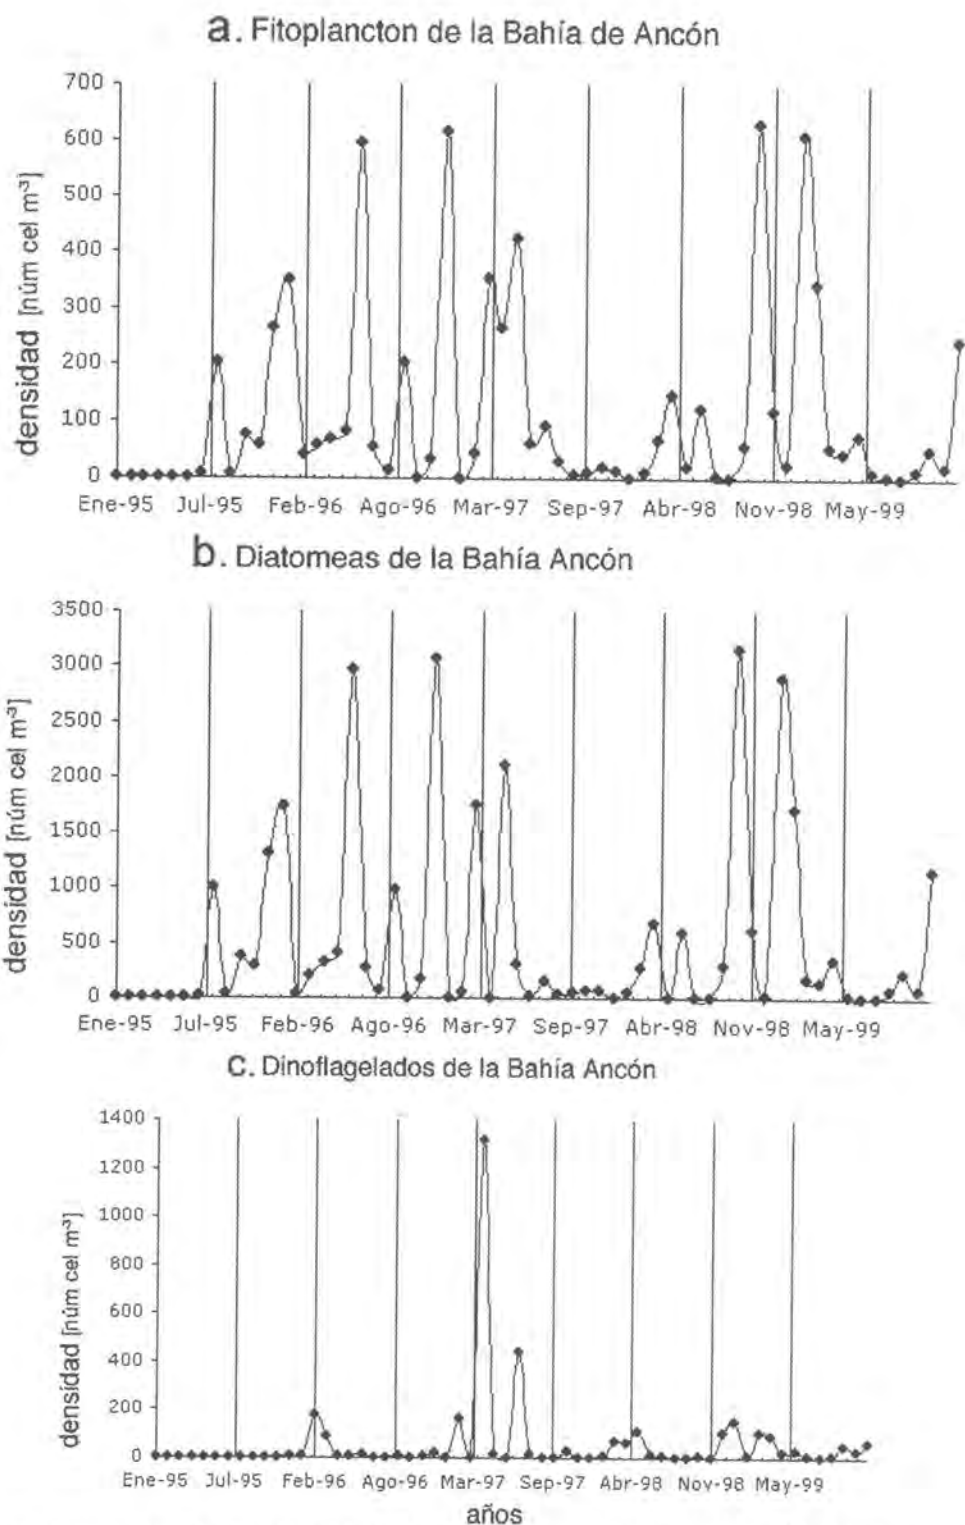 a. Fitoplancton de la Bahía de Ancón
700
600
500
400
300
200
100
0
densidad [núm cel m⁻³]
Ene-95 Jul-95 Feb-96 Ago-96 Mar-97 Sep-97 Abr-98 Nov-98 May-99
b. Diatomeas de la Bahía Ancón
3500
3000
2500
2000
1500
1000
500
0
densidad [núm cel m⁻³]
Ene-95 Jul-95 Feb-96 Ago-96 Mar-97 Sep-97 Abr-98 Nov-98 May-99
c. Dinoflagelados de la Bahía Ancón
1400
1200
1000
800
600
400
200
0
densidad [núm cel m⁻³]
Ene-95 Jul-95 Feb-96 Ago-96 Mar-97 Sep-97 Abr-98 Nov-98 May-99
años